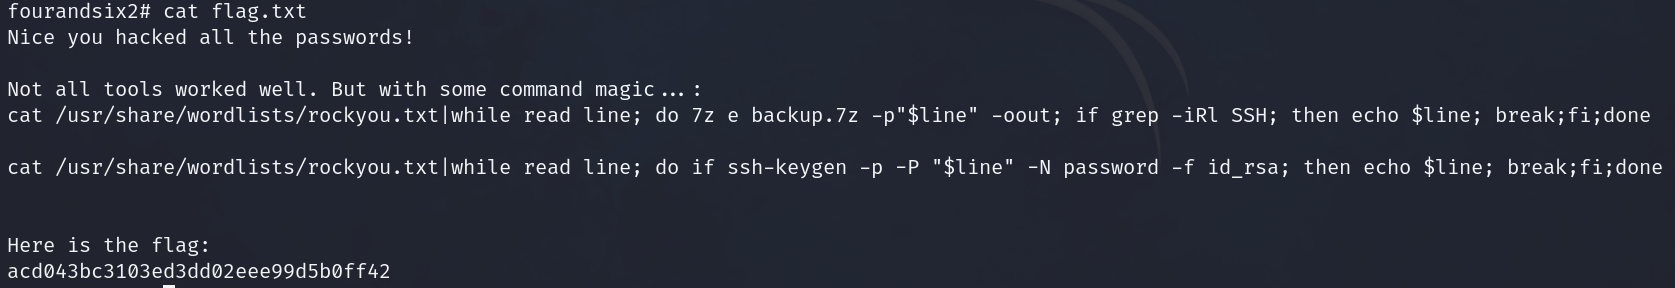 fourandsix2# cat flag.txt
Nice you hacked all the passwords!
Not all tools worked well. But with some command magic...:
cat /usr/share/wordlists/rockyou.txt|while read line; do 7z e backup.7z -p"$line" -oout; if grep -iRl SSH; then echo $line; break;fi;done
cat /usr/share/wordlists/rockyou.txt|while read line; do if ssh-keygen -p -P "$line" -N password -f id_rsa; then echo $line; break;fi;done
Here is the flag:
acd043bc3103ed3dd02eee99d5b0ff42